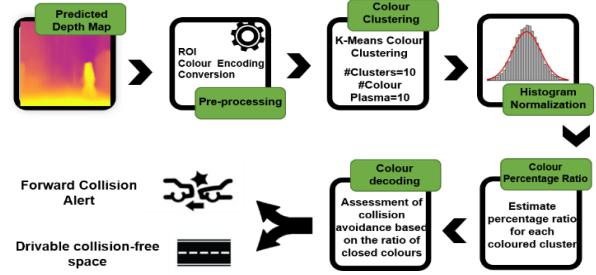 Predicted
Depth Map
ROI
Colour Encoding
Conversion
Pre-processing
Colour
Clustering
K-Means Colour
Clustering
#Clusters=10
#Colour
Plasma=10
Histogram
Normalization
Colour
Percentage Ratio
Estimate
percentage ratio
for each
coloured cluster
Colour
decoding
Assessment of
collision
avoidance based
on the ratio of
closed colours
Forward Collision
Alert
Drivable collision-free
space